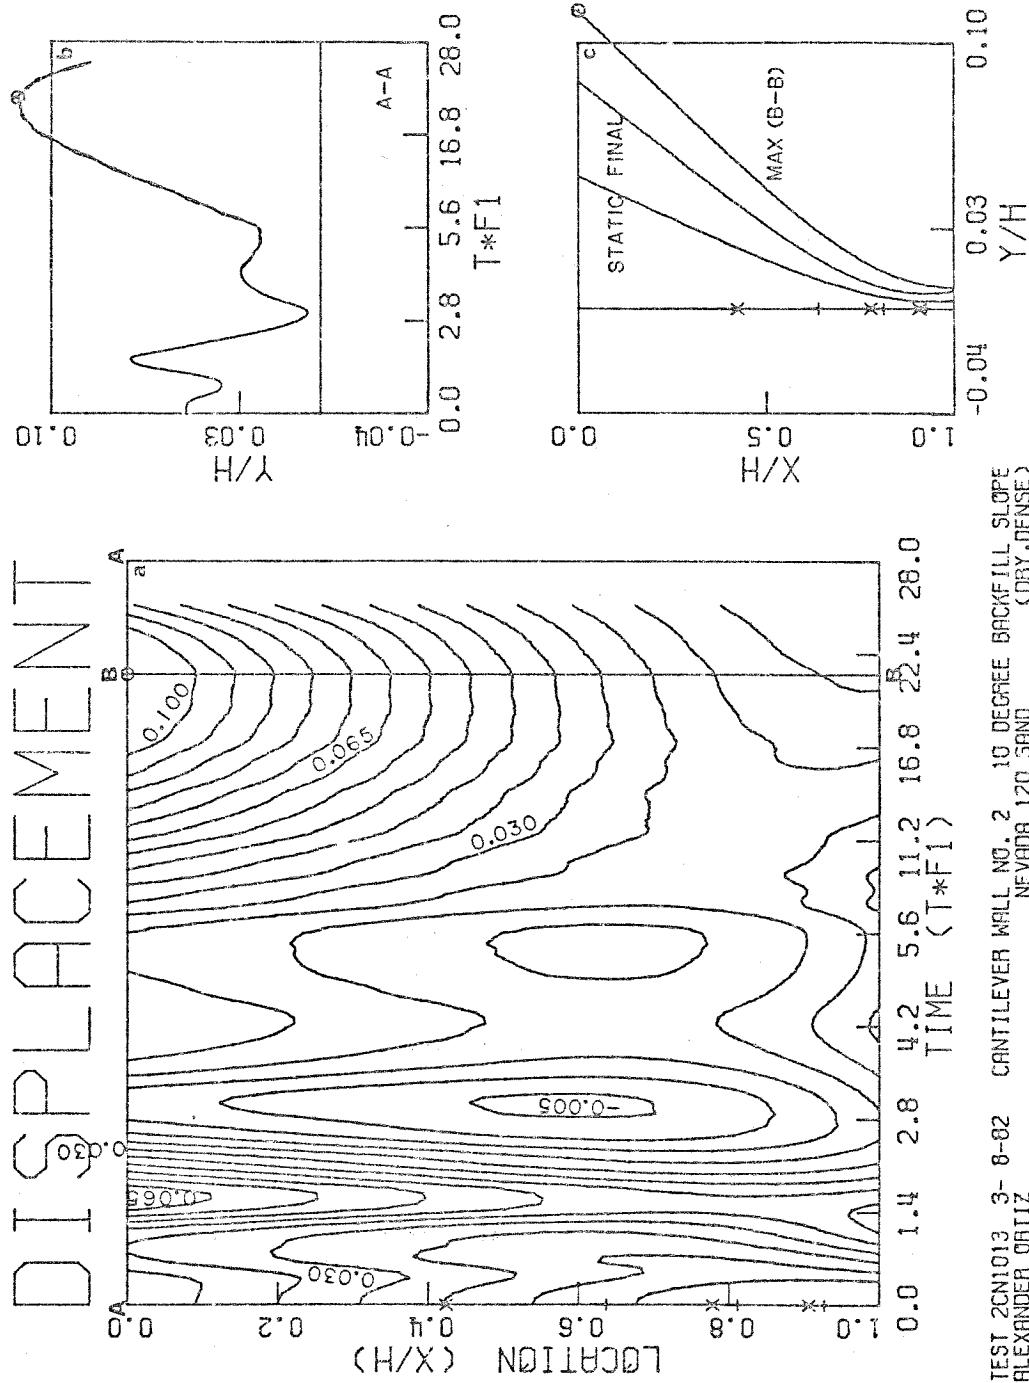 DISPLACEMENT
A
B
A
a
0.030
0.065
0.030
-0.005
0.030
0.065
0.100
LOCATION (X/H)
0.0
0.2
0.4
0.6
0.8
1.0
0.0 1.4 2.8 4.2 5.6 11.2 16.8 22.4 28.0
B
TIME (T*F1)
b
A-A
Y/H
0.10
0.03
-0.04
0.0 2.8 5.6 16.8 28.0
T*F1
c
STATIC FINAL
MAX (B-B)
X/H
0.0
0.5
1.0
-0.04 0.03 0.10
Y/H
TEST 2CN1013 3- 8-82 CANTILEVER WALL NO. 2 10 DEGREE BACKFILL SLOPE
ALEXANDER ORTIZ NEVADA 120 SAND (DRY,DENSE)